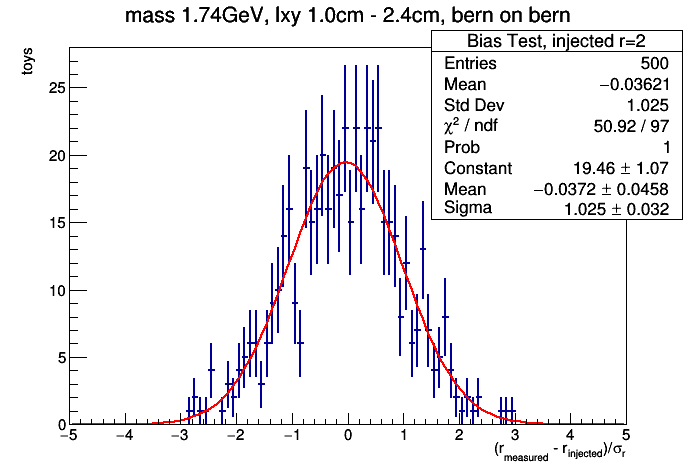 mass 1.74GeV, lxy 1.0cm - 2.4cm, bern on bern
toys
Bias Test, injected r=2
Entries 500
Mean −0.03621
Std Dev 1.025
χ² / ndf 50.92 / 97
Prob 1
Constant 19.46 ± 1.07
Mean −0.0372 ± 0.0458
Sigma 1.025 ± 0.032
25
20
15
10
5
0
−5 −4 −3 −2 −1 0 1 2 3 4 5
(r_measured - r_injected)/σ_r